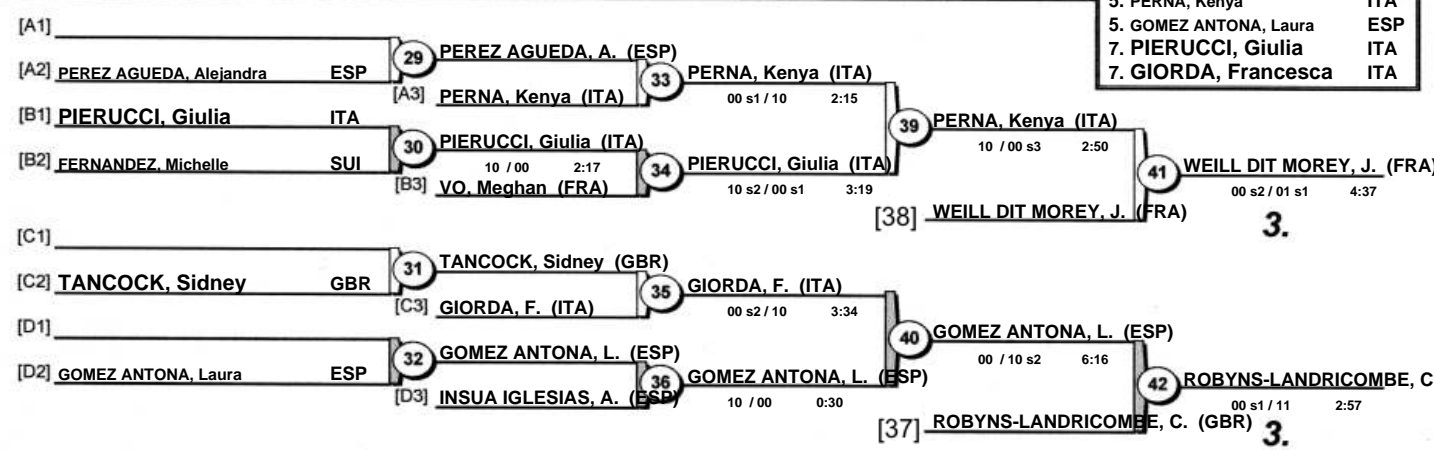 5. PERNA, Kenya ITA
5. GOMEZ ANTONA, Laura ESP
7. PIERUCCI, Giulia ITA
7. GIORDA, Francesca ITA
[A1]
[A2] PEREZ AGUEDA, Alejandra ESP
29 PEREZ AGUEDA, A. (ESP)
[A3] PERNA, Kenya (ITA)
33 PERNA, Kenya (ITA)
00 s1 / 10 2:15
[B1] PIERUCCI, Giulia ITA
[B2] FERNANDEZ, Michelle SUI
30 PIERUCCI, Giulia (ITA)
10 / 00 2:17
[B3] VO, Meghan (FRA)
34 PIERUCCI, Giulia (ITA)
10 s2 / 00 s1 3:19
39 PERNA, Kenya (ITA)
10 / 00 s3 2:50
[38] WEILL DIT MOREY, J. (FRA)
41 WEILL DIT MOREY, J. (FRA)
00 s2 / 01 s1 4:37
3.
[C1]
[C2] TANCOCK, Sidney GBR
31 TANCOCK, Sidney (GBR)
[C3] GIORDA, F. (ITA)
35 GIORDA, F. (ITA)
00 s2 / 10 3:34
[D1]
[D2] GOMEZ ANTONA, Laura ESP
32 GOMEZ ANTONA, L. (ESP)
[D3] INSUA IGLESIAS, A. (ESP)
36 GOMEZ ANTONA, L. (ESP)
10 / 00 0:30
40 GOMEZ ANTONA, L. (ESP)
00 / 10 s2 6:16
[37] ROBYNS-LANDRICOMBE, C. (GBR)
42 ROBYNS-LANDRICOMBE, C
00 s1 / 11 2:57
3.